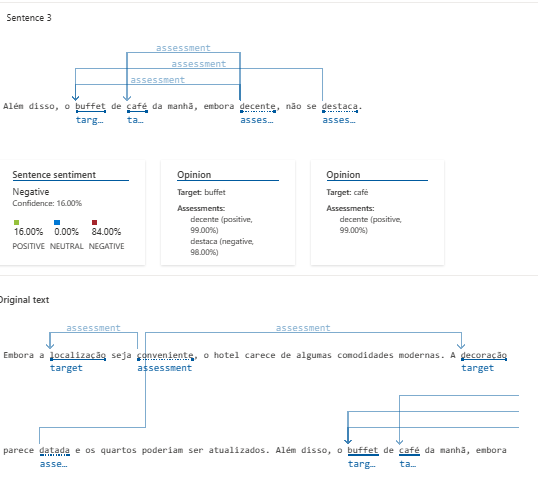 Sentence 3
assessment
assessment
assessment
Além disso, o buffet de café da manhã, embora decente, não se destaca.
targ… ta… asses… asses…
Sentence sentiment
Negative
Confidence: 16.00%
16.00% 0.00% 84.00%
POSITIVE NEUTRAL NEGATIVE
Opinion
Target: buffet
Assessments:
decente (positive,
99.00%)
destaca (negative,
98.00%)
Opinion
Target: café
Assessments:
decente (positive,
99.00%)
Original text
assessment assessment
Embora a localização seja conveniente, o hotel carece de algumas comodidades modernas. A decoração
target assessment target
parece datada e os quartos poderiam ser atualizados. Além disso, o buffet de café da manhã, embora
asse… targ… ta…